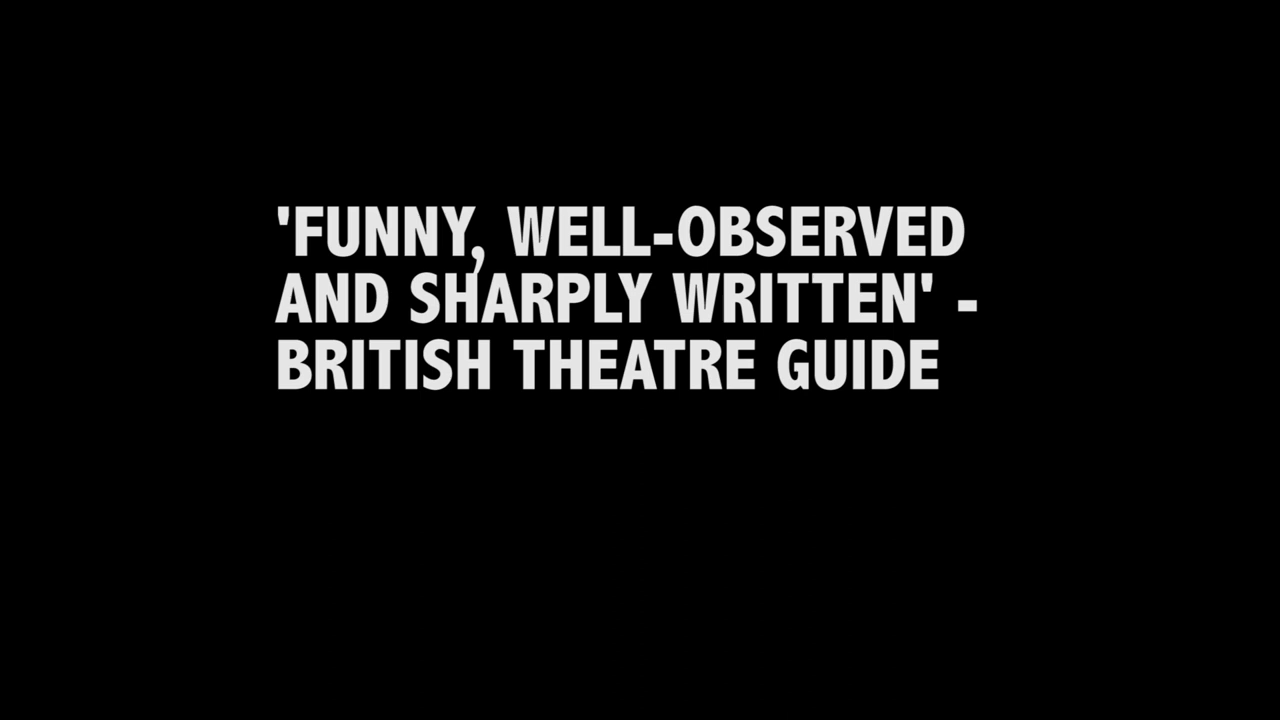 'FUNNY, WELL-OBSERVED
AND SHARPLY WRITTEN' -
BRITISH THEATRE GUIDE